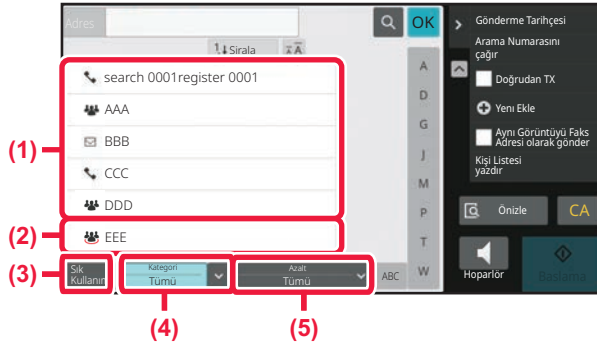 Adres
OK
Sırala
search 0001register 0001
AAA
BBB
CCC
DDD
EEE
Sık
Kullanın
Kategori
Tümü
Azalt
Tümü
ABC
A
D
G
J
M
P
T
W
Gönderme Tarihçesi
Arama Numarasını
çağır
Doğrudan TX
Yeni Ekle
Aynı Görüntüyü Faks
Adresi olarak gönder
Kişi Listesi
yazdır
Önizle
CA
Hoparlör
Başlama
(1)
(2)
(3)
(4)
(5)